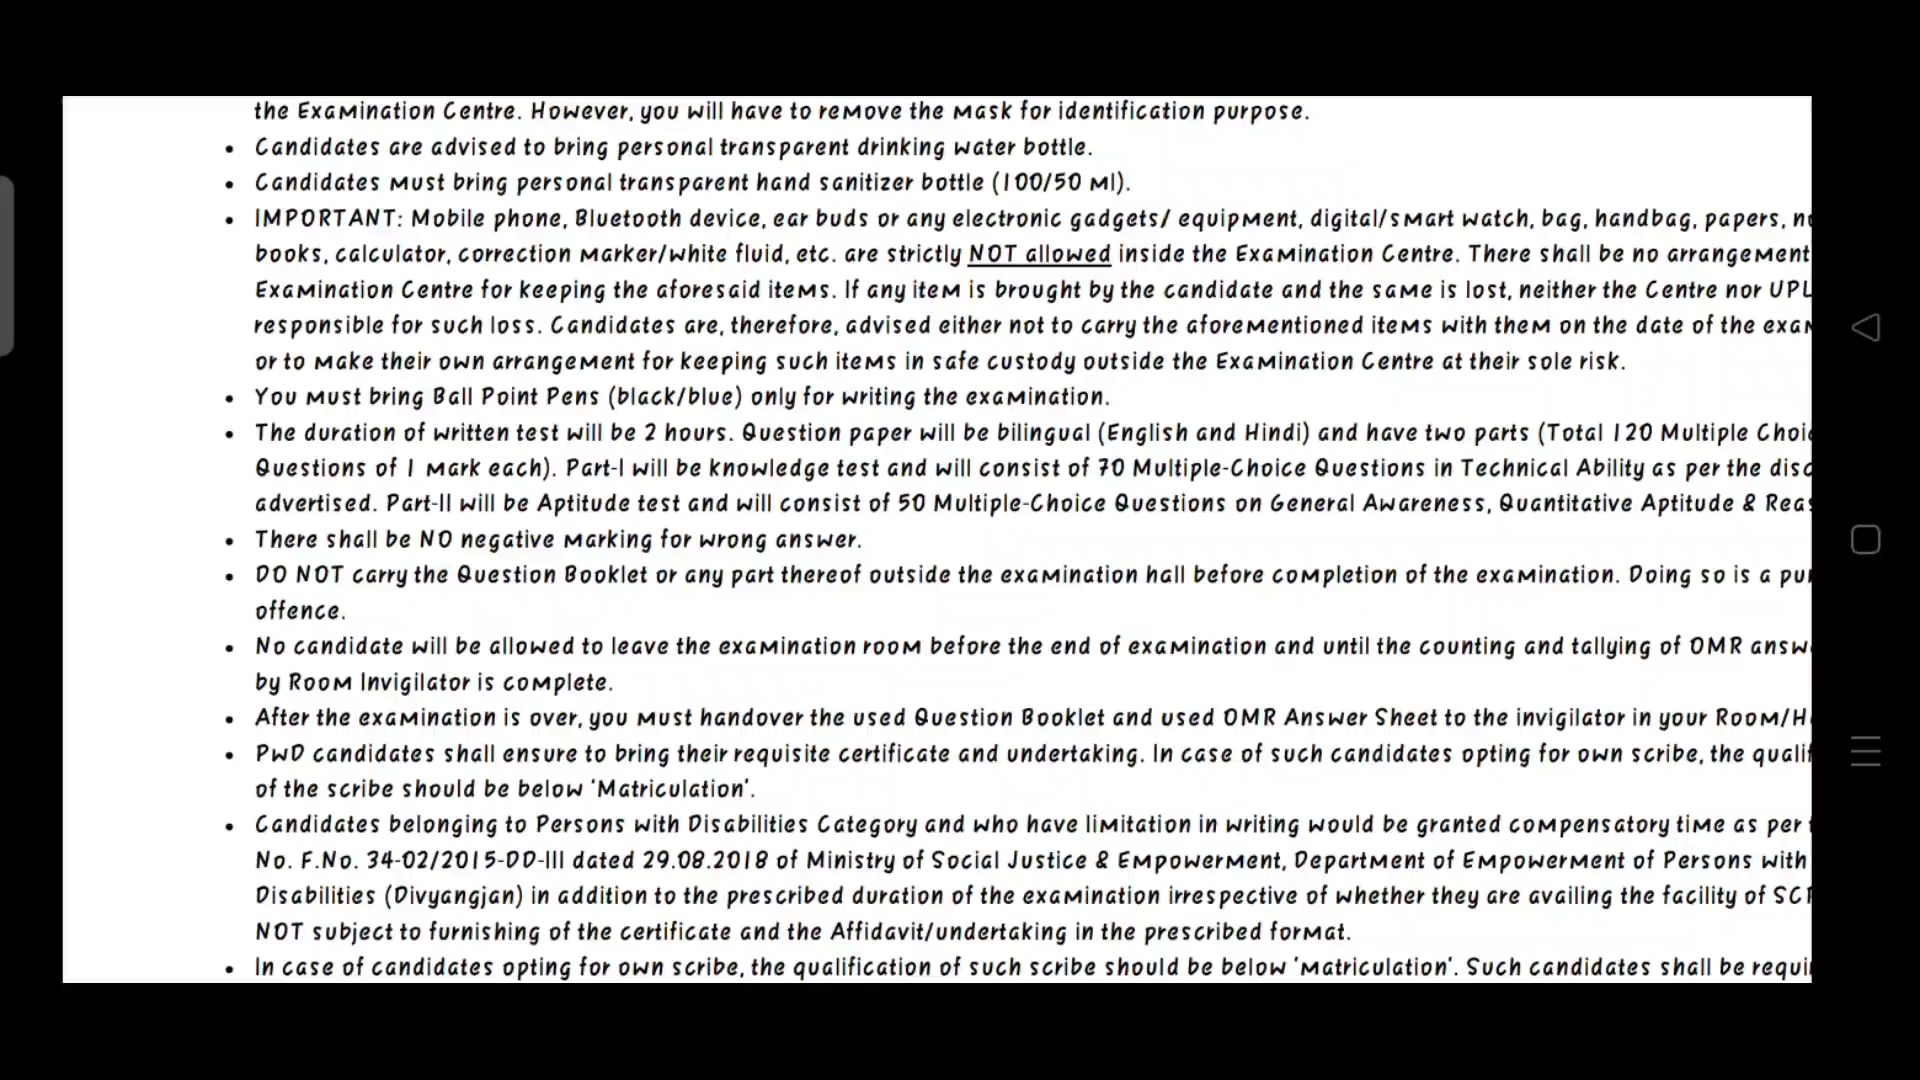 the Examination Centre. However, you will have to remove the mask for identification purpose.
• Candidates are advised to bring personal transparent drinking water bottle.
• Candidates must bring personal transparent hand sanitizer bottle (100/50 ml).
• IMPORTANT: Mobile phone, Bluetooth device, ear buds or any electronic gadgets/ equipment, digital/smart watch, bag, handbag, papers,
books, calculator, correction marker/white fluid, etc. are strictly NOT allowed inside the Examination Centre. There shall be no arrangement
Examination Centre for keeping the aforesaid items. If any item is brought by the candidate and the same is lost, neither the Centre nor UPL
responsible for such loss. Candidates are, therefore, advised either not to carry the aforementioned items with them on the date of the
or to make their own arrangement for keeping such items in safe custody outside the Examination Centre at their sole risk.
• You must bring Ball Point Pens (black/blue) only for writing the examination.
• The duration of written test will be 2 hours. Question paper will be bilingual (English and Hindi) and have two parts (Total 120 Multiple
Questions of 1 mark each). Part-I will be knowledge test and will consist of 70 Multiple-Choice Questions in Technical Ability as per the
advertised. Part-II will be Aptitude test and will consist of 50 Multiple-Choice Questions on General Awareness, Quantitative Aptitude &
• There shall be NO negative marking for wrong answer.
• DO NOT carry the Question Booklet or any part thereof outside the examination hall before completion of the examination. Doing so is a
offence.
• No candidate will be allowed to leave the examination room before the end of examination and until the counting and tallying of OMR
by Room Invigilator is complete.
• After the examination is over, you must handover the used Question Booklet and used OMR Answer Sheet to the invigilator in your
• PwD candidates shall ensure to bring their requisite certificate and undertaking. In case of such candidates opting for own scribe, the
of the scribe should be below 'Matriculation'.
• Candidates belonging to Persons with Disabilities Category and who have limitation in writing would be granted compensatory time as per
No. F.No. 34-02/2015-DD-III dated 29.08.2018 of Ministry of Social Justice & Empowerment, Department of Empowerment of Persons with
Disabilities (Divyangjan) in addition to the prescribed duration of the examination irrespective of whether they are availing the facility of
NOT subject to furnishing of the certificate and the Affidavit/undertaking in the prescribed format.
• In case of candidates opting for own scribe, the qualification of such scribe should be below 'matriculation'. Such candidates shall be